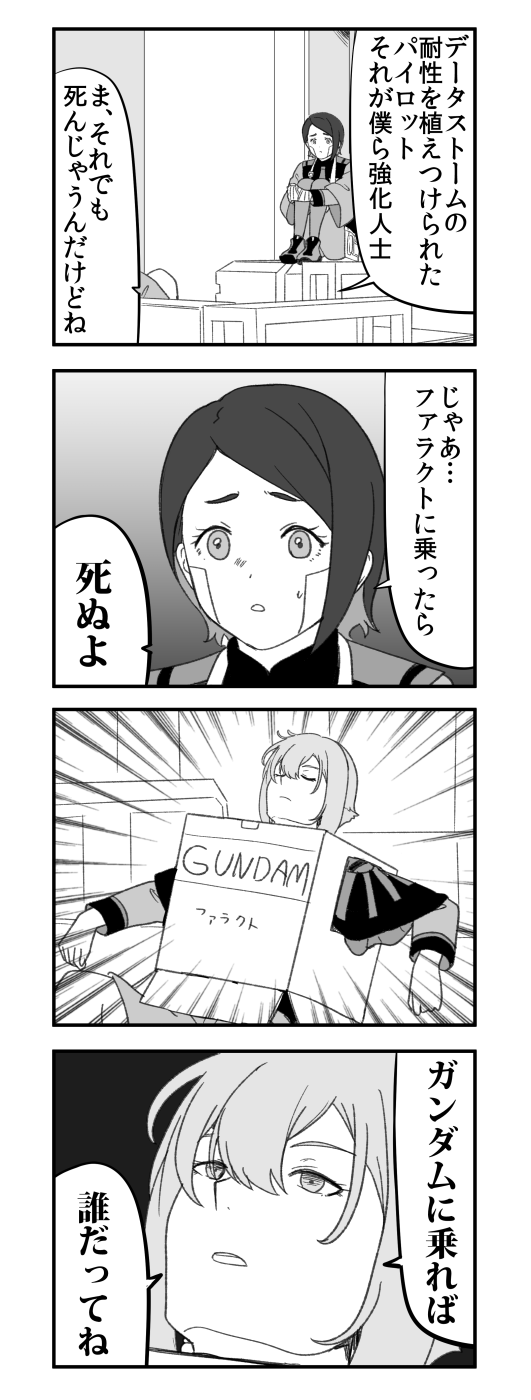 データストームの
耐性を植えつけられた
パイロット
それが僕ら強化人士
ま、それでも
死んじゃうんだけどね
じゃあ…
ファラクトに乗ったら
死ぬよ
GUNDAM
ファラクト
ガンダムに乗れば
誰だってね